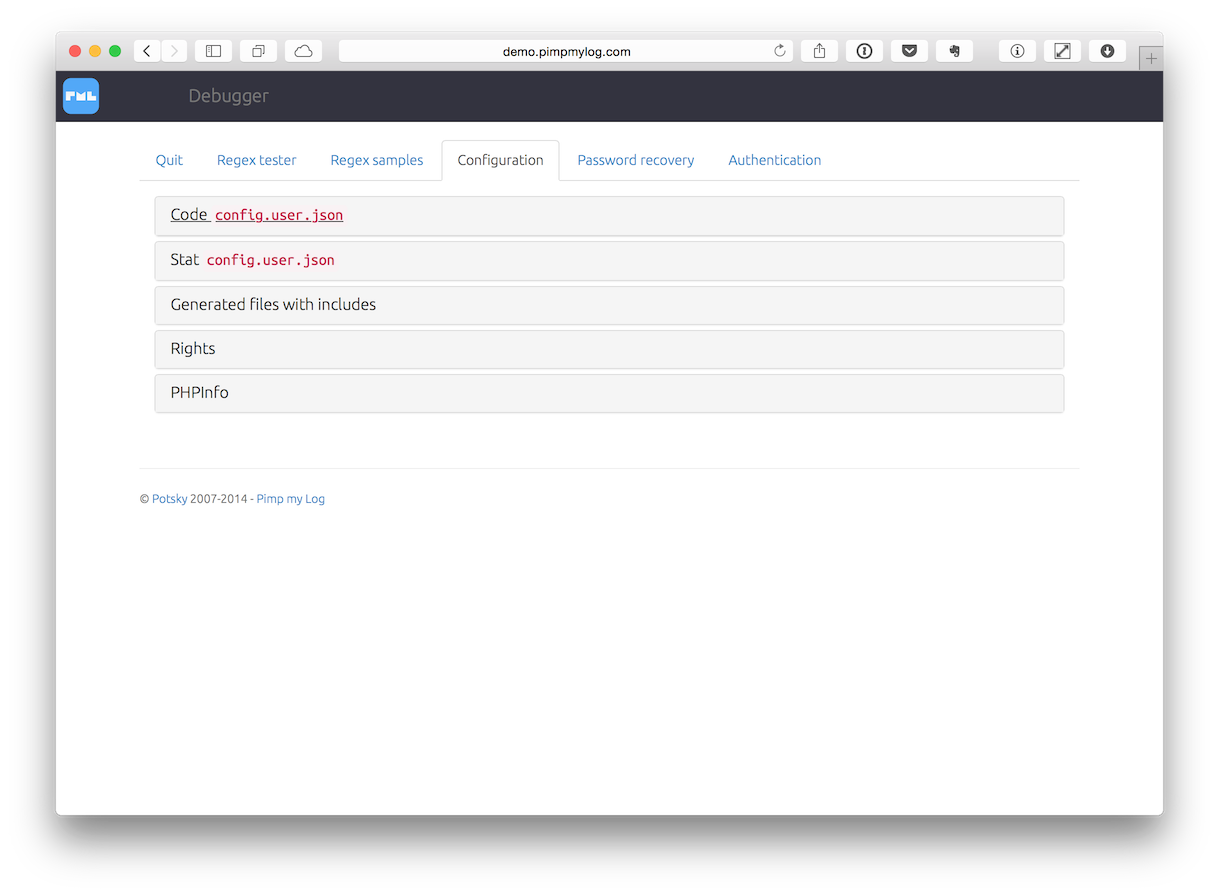 demo.pimpmylog.com
PML Debugger
Quit Regex tester Regex samples Configuration Password recovery Authentication
Code config.user.json
Stat config.user.json
Generated files with includes
Rights
PHPInfo
© Potsky 2007-2014 - Pimp my Log